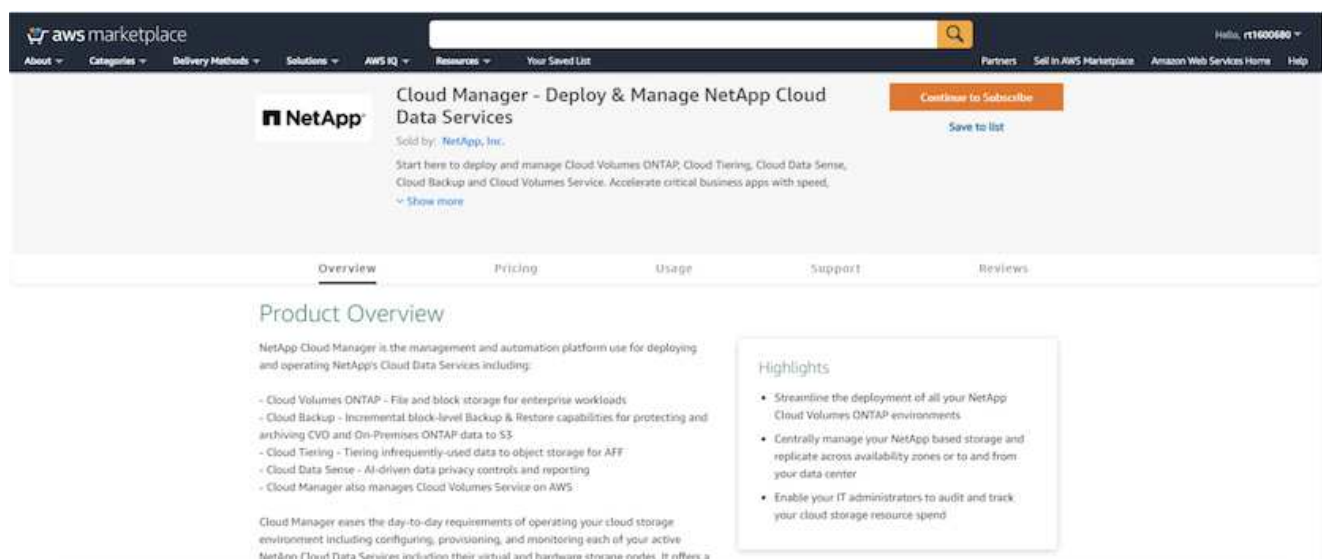 aws marketplace
Hello, rt1600680
About Categories Delivery Methods Solutions AWS IQ Resources Your Saved List Partners Sell in AWS Marketplace Amazon Web Services Home Help
NetApp
Cloud Manager - Deploy & Manage NetApp Cloud
Data Services
Sold by: NetApp, Inc.
Start here to deploy and manage Cloud Volumes ONTAP, Cloud Tiering, Cloud Data Sense,
Cloud Backup and Cloud Volumes Service. Accelerate critical business apps with speed,
Show more
Continue to Subscribe
Save to list
Overview Pricing Usage Support Reviews
Product Overview
NetApp Cloud Manager is the management and automation platform use for deploying
and operating NetApp's Cloud Data Services including:
- Cloud Volumes ONTAP - File and block storage for enterprise workloads
- Cloud Backup - Incremental block-level Backup & Restore capabilities for protecting and
archiving CVO and On-Premises ONTAP data to S3
- Cloud Tiering - Tiering infrequently-used data to object storage for AFF
- Cloud Data Sense - AI-driven data privacy controls and reporting
- Cloud Manager also manages Cloud Volumes Service on AWS
Cloud Manager eases the day-to-day requirements of operating your cloud storage
environment including configuring, provisioning, and monitoring each of your active
NetApp Cloud Data Services including their virtual and hardware storage nodes. It offers a
Highlights
• Streamline the deployment of all your NetApp
Cloud Volumes ONTAP environments
• Centrally manage your NetApp based storage and
replicate across availability zones or to and from
your data center
• Enable your IT administrators to audit and track
your cloud storage resource spend